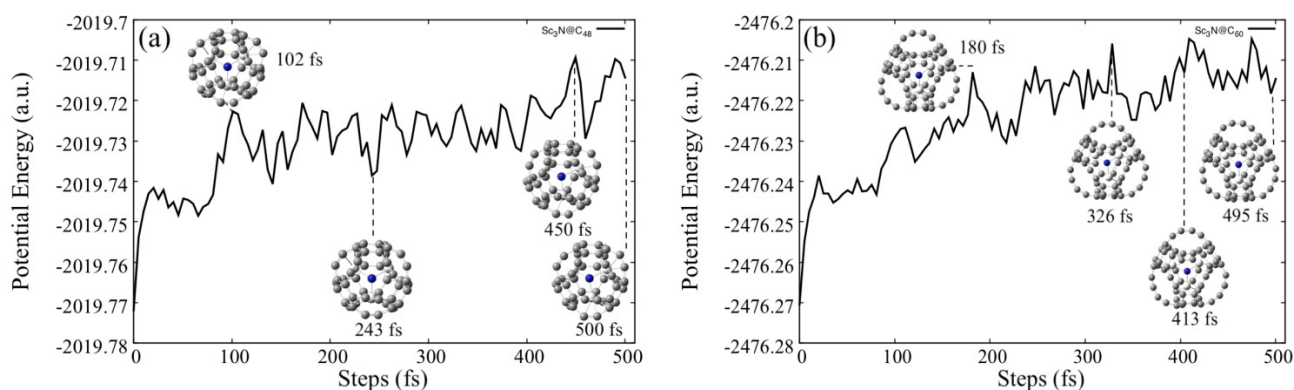 (a)
Sc3N@C48
Potential Energy (a.u.)
-2019.7
-2019.71
-2019.72
-2019.73
-2019.74
-2019.75
-2019.76
-2019.77
-2019.78
102 fs
450 fs
243 fs
500 fs
0 100 200 300 400 500
Steps (fs)
(b)
Sc3N@C60
Potential Energy (a.u.)
-2476.2
-2476.21
-2476.22
-2476.23
-2476.24
-2476.25
-2476.26
-2476.27
-2476.28
180 fs
326 fs
495 fs
413 fs
0 100 200 300 400 500
Steps (fs)